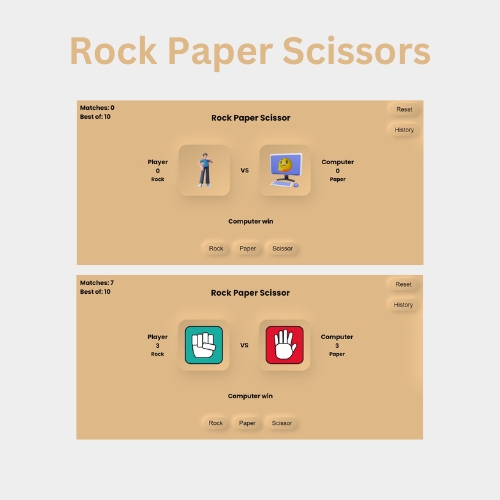 Rock Paper Scissors
Matches: 0
Best of: 10
Rock Paper Scissor
Reset
History
Player
0
Rock
VS
Computer
0
Paper
Computer win
Rock Paper Scissor
Matches: 7
Best of: 10
Rock Paper Scissor
Reset
History
Player
3
Rock
VS
Computer
3
Paper
Computer win
Rock Paper Scissor